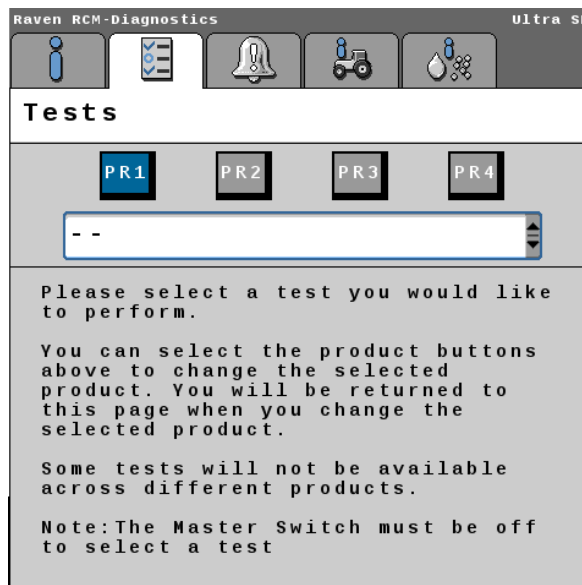 Raven RCM-Diagnostics Ultra
Tests
PR1 PR2 PR3 PR4
--
Please select a test you would like
to perform.
You can select the product buttons
above to change the selected
product. You will be returned to
this page when you change the
selected product.
Some tests will not be available
across different products.
Note:The Master Switch must be off
to select a test